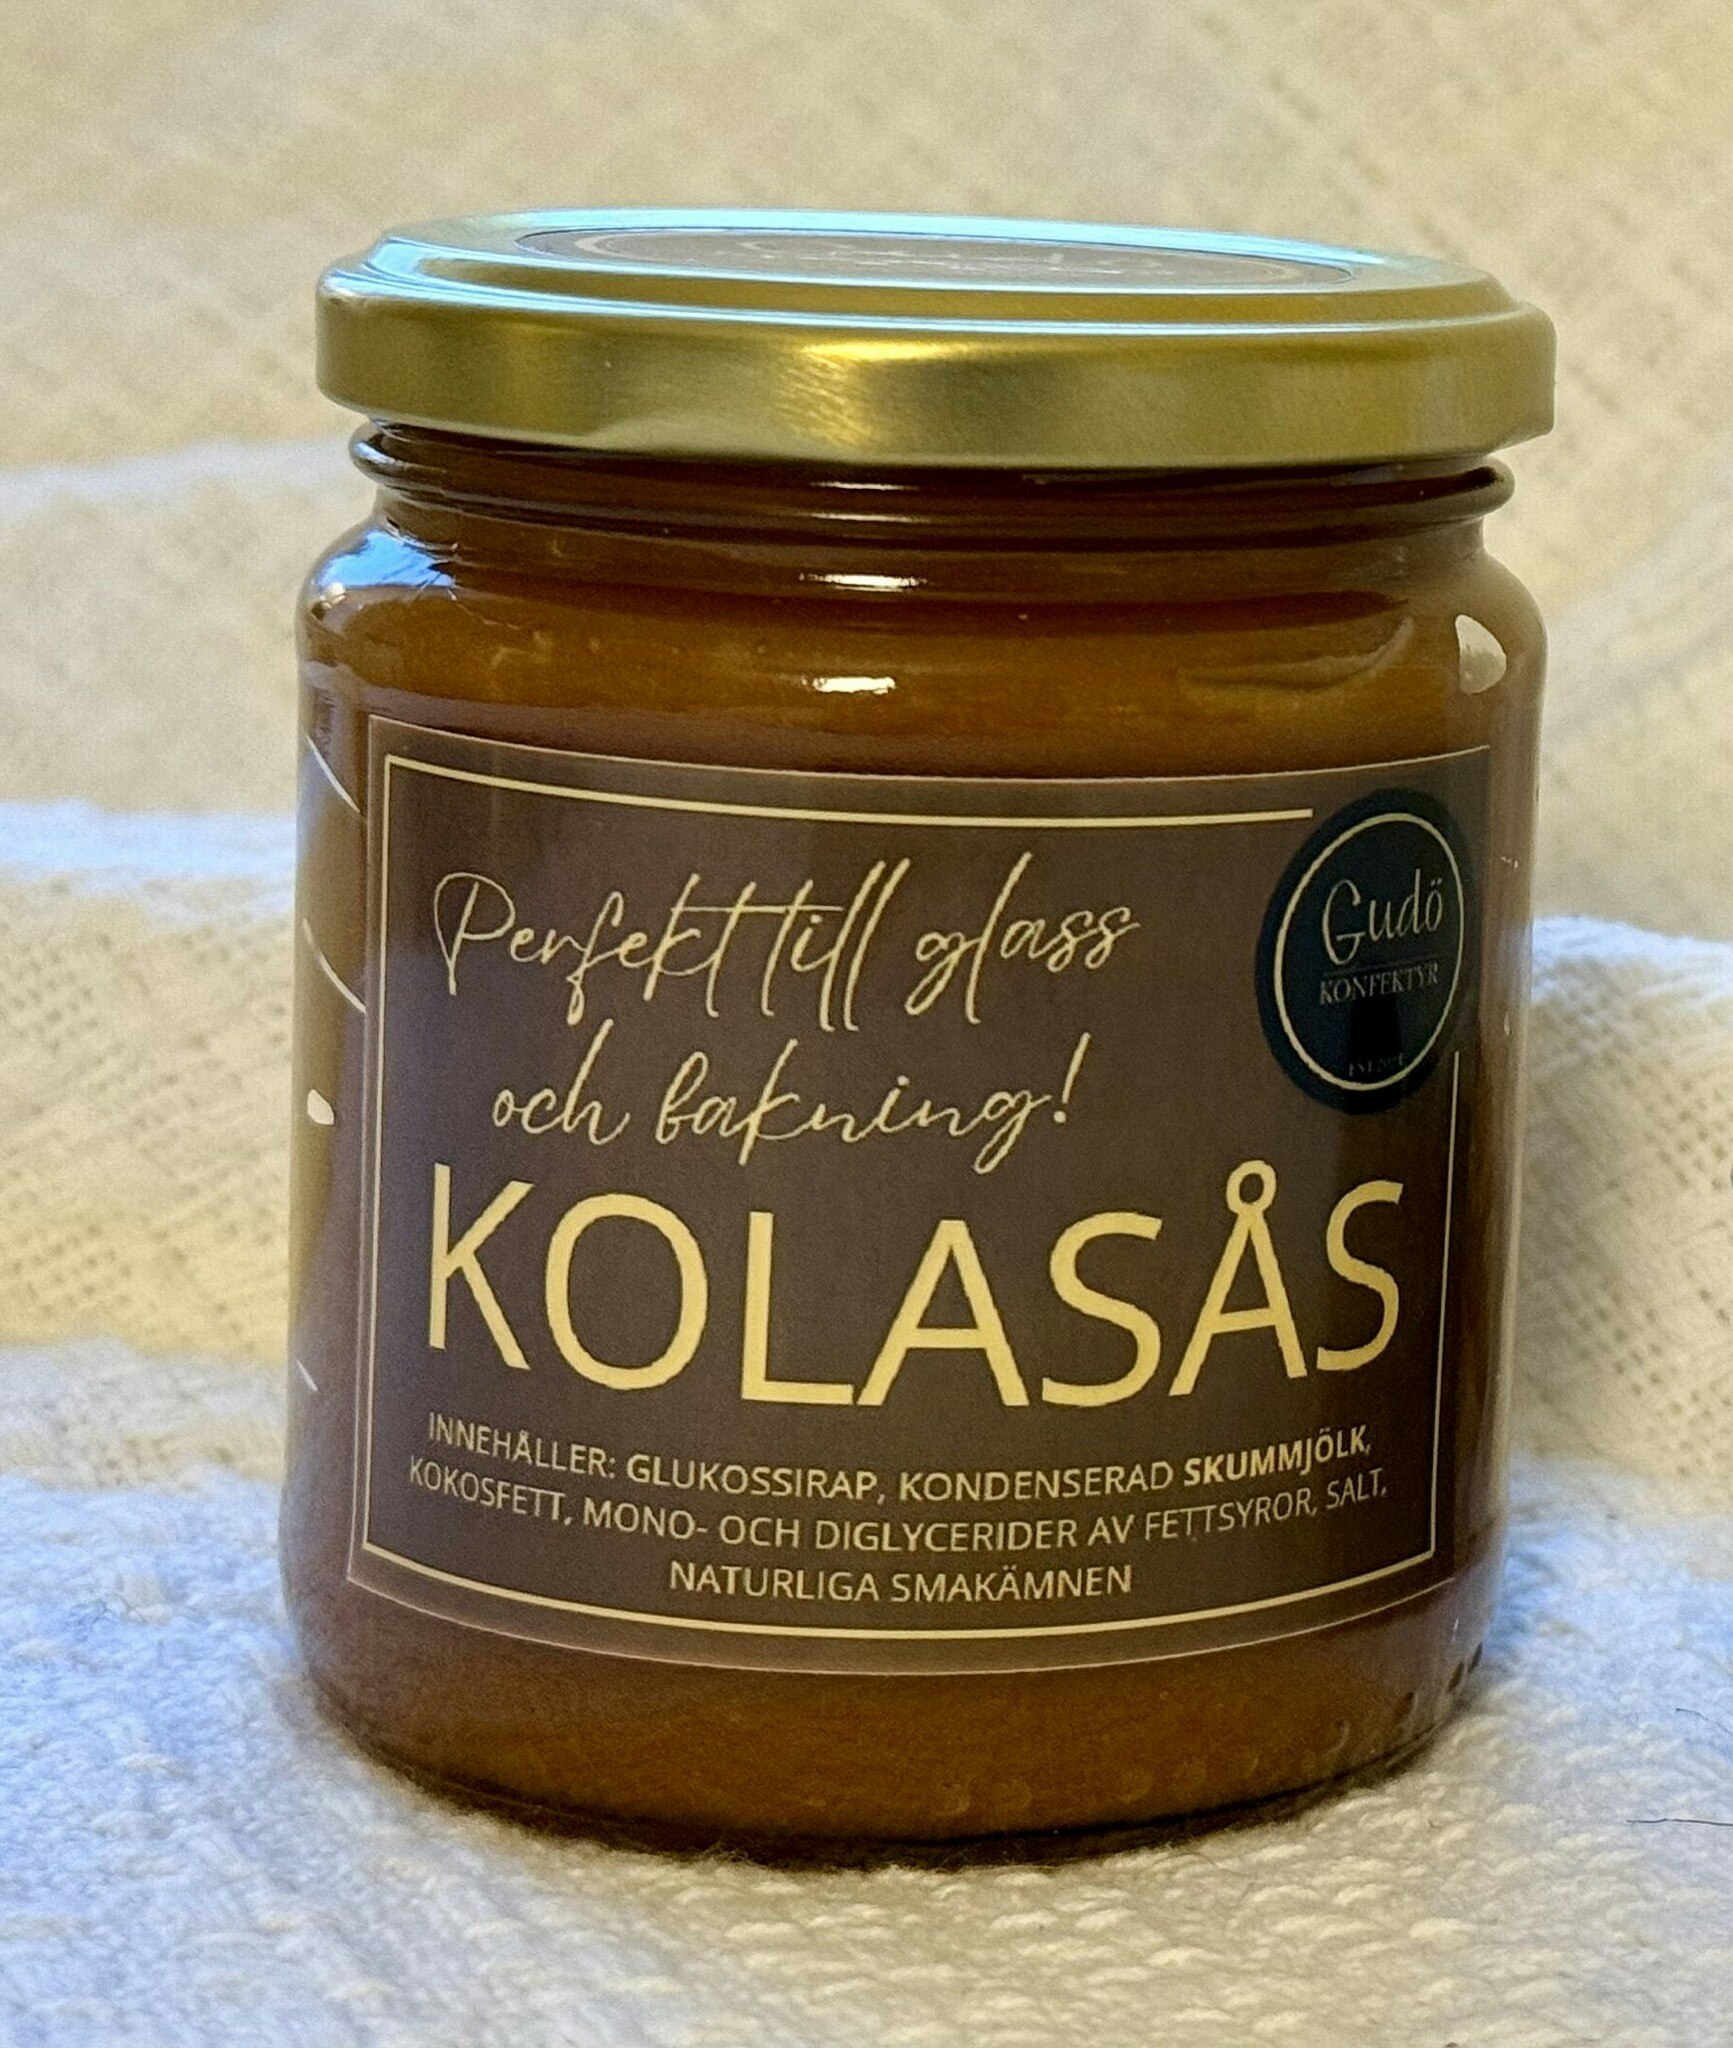 Perfekt till glass
och bakning!
Gudö
KONFEKTYR
KOLASÅS
INNEHÅLLER: GLUKOSSIRAP, KONDENSERAD SKUMMJÖLK,
KOKOSFETT, MONO- OCH DIGLYCERIDER AV FETTSYROR, SALT,
NATURLIGA SMAKÄMNEN